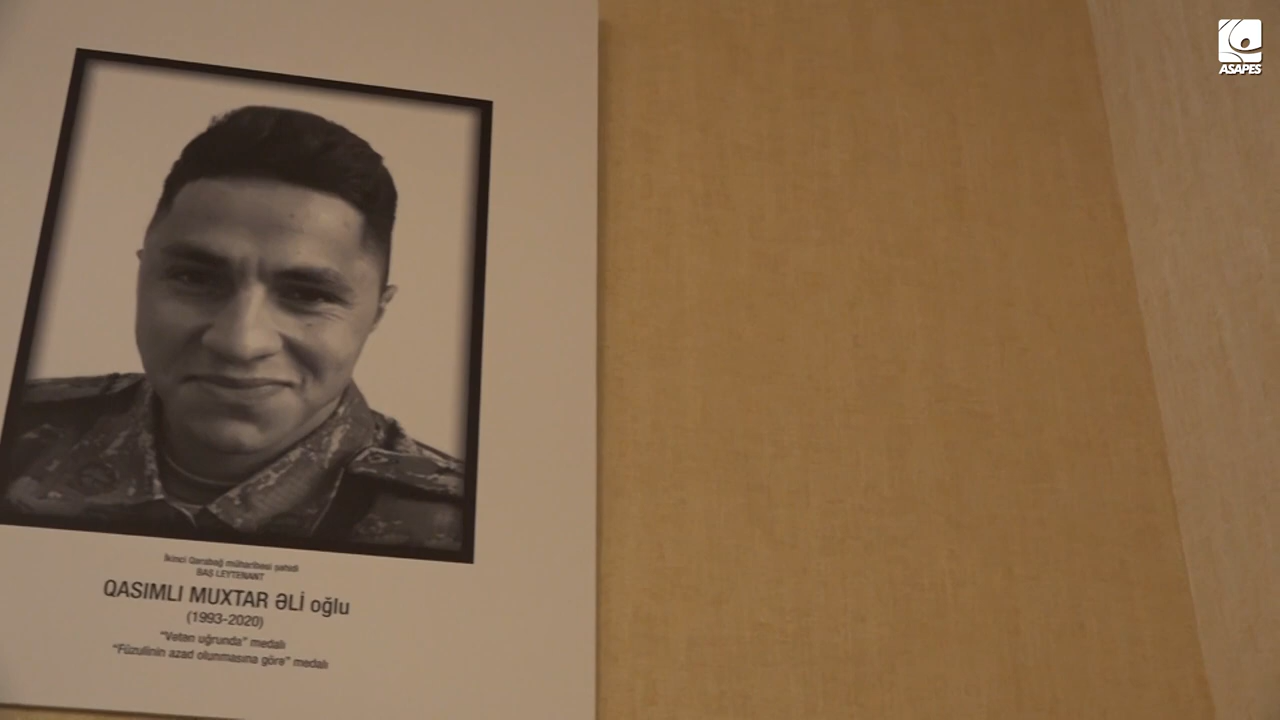 İkinci Qarabağ müharibəsi şəhidi
BAŞ LEYTENANT
QASIMLI MUXTAR ƏLİ oğlu
(1993-2020)
"Vətən uğrunda" medalı
"Füzulinin azad olunmasına görə" medalı
ASAPES